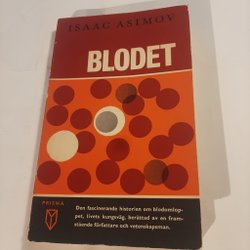 ISAAC ASIMOV
BLODET
PRISMA
Den fascinerande historien om blodomlop-
pet, livets kungsväg, berättad av en fram-
stående författare och vetenskapsman.